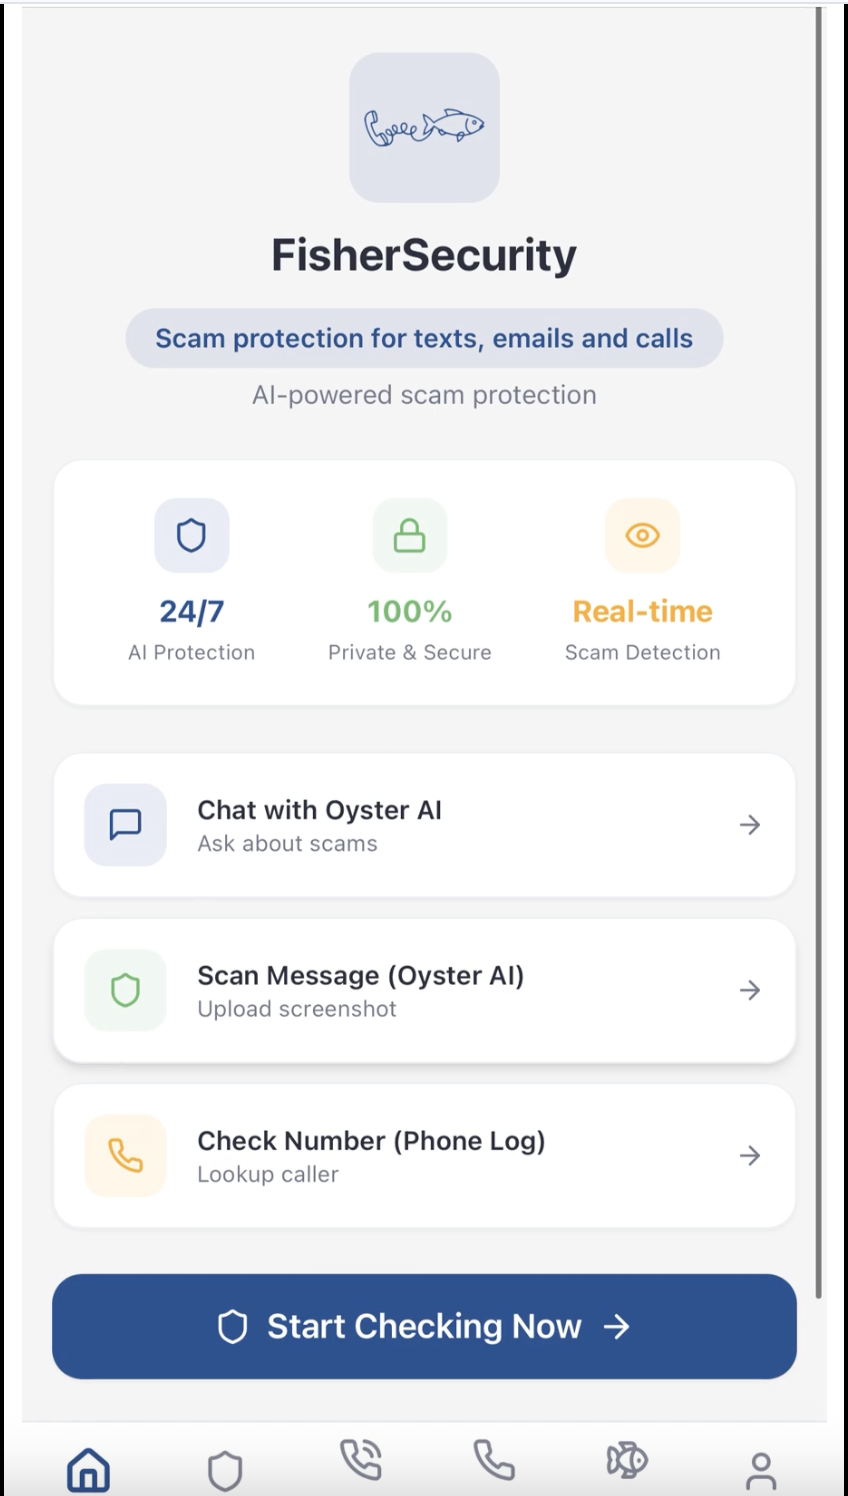 FisherSecurity
Scam protection for texts, emails and calls
AI-powered scam protection
24/7
AI Protection
100%
Private & Secure
Real-time
Scam Detection
Chat with Oyster AI
Ask about scams
Scan Message (Oyster AI)
Upload screenshot
Check Number (Phone Log)
Lookup caller
Start Checking Now